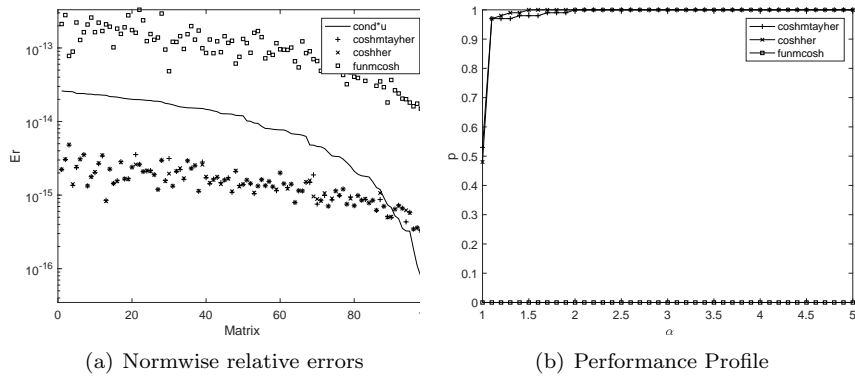 10^-13
10^-14
10^-15
10^-16
Er
0
20
40
60
80
Matrix
cond*u
coshmtayher
coshher
funmcosh
(a) Normwise relative errors
1
0.9
0.8
0.7
0.6
0.5
0.4
0.3
0.2
0.1
0
p
1
1.5
2
2.5
3
3.5
4
4.5
5
α
coshmtayher
coshher
funmcosh
(b) Performance Profile